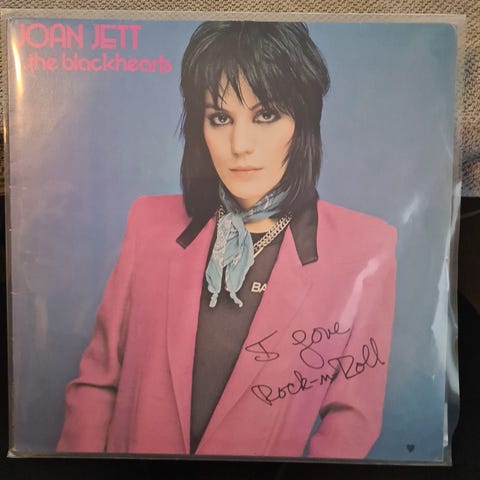 JOAN JETT
the blackhearts
BA
I Love
Rock-n Roll